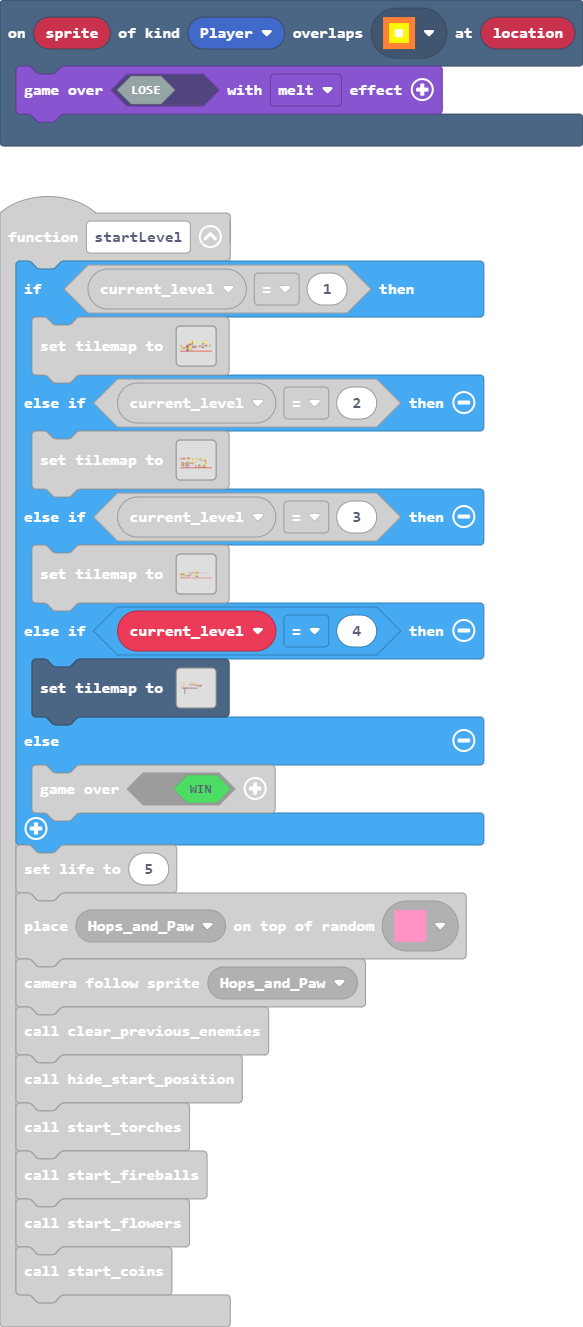 on sprite of kind Player overlaps at location
game over LOSE with melt effect
function startLevel
if current_level = 1 then
set tilemap to
else if current_level = 2 then
set tilemap to
else if current_level = 3 then
set tilemap to
else if current_level = 4 then
set tilemap to
else
game over WIN
set life to 5
place Hops_and_Paw on top of random
camera follow sprite Hops_and_Paw
call clear_previous_enemies
call hide_start_position
call start_torches
call start_fireballs
call start_flowers
call start_coins